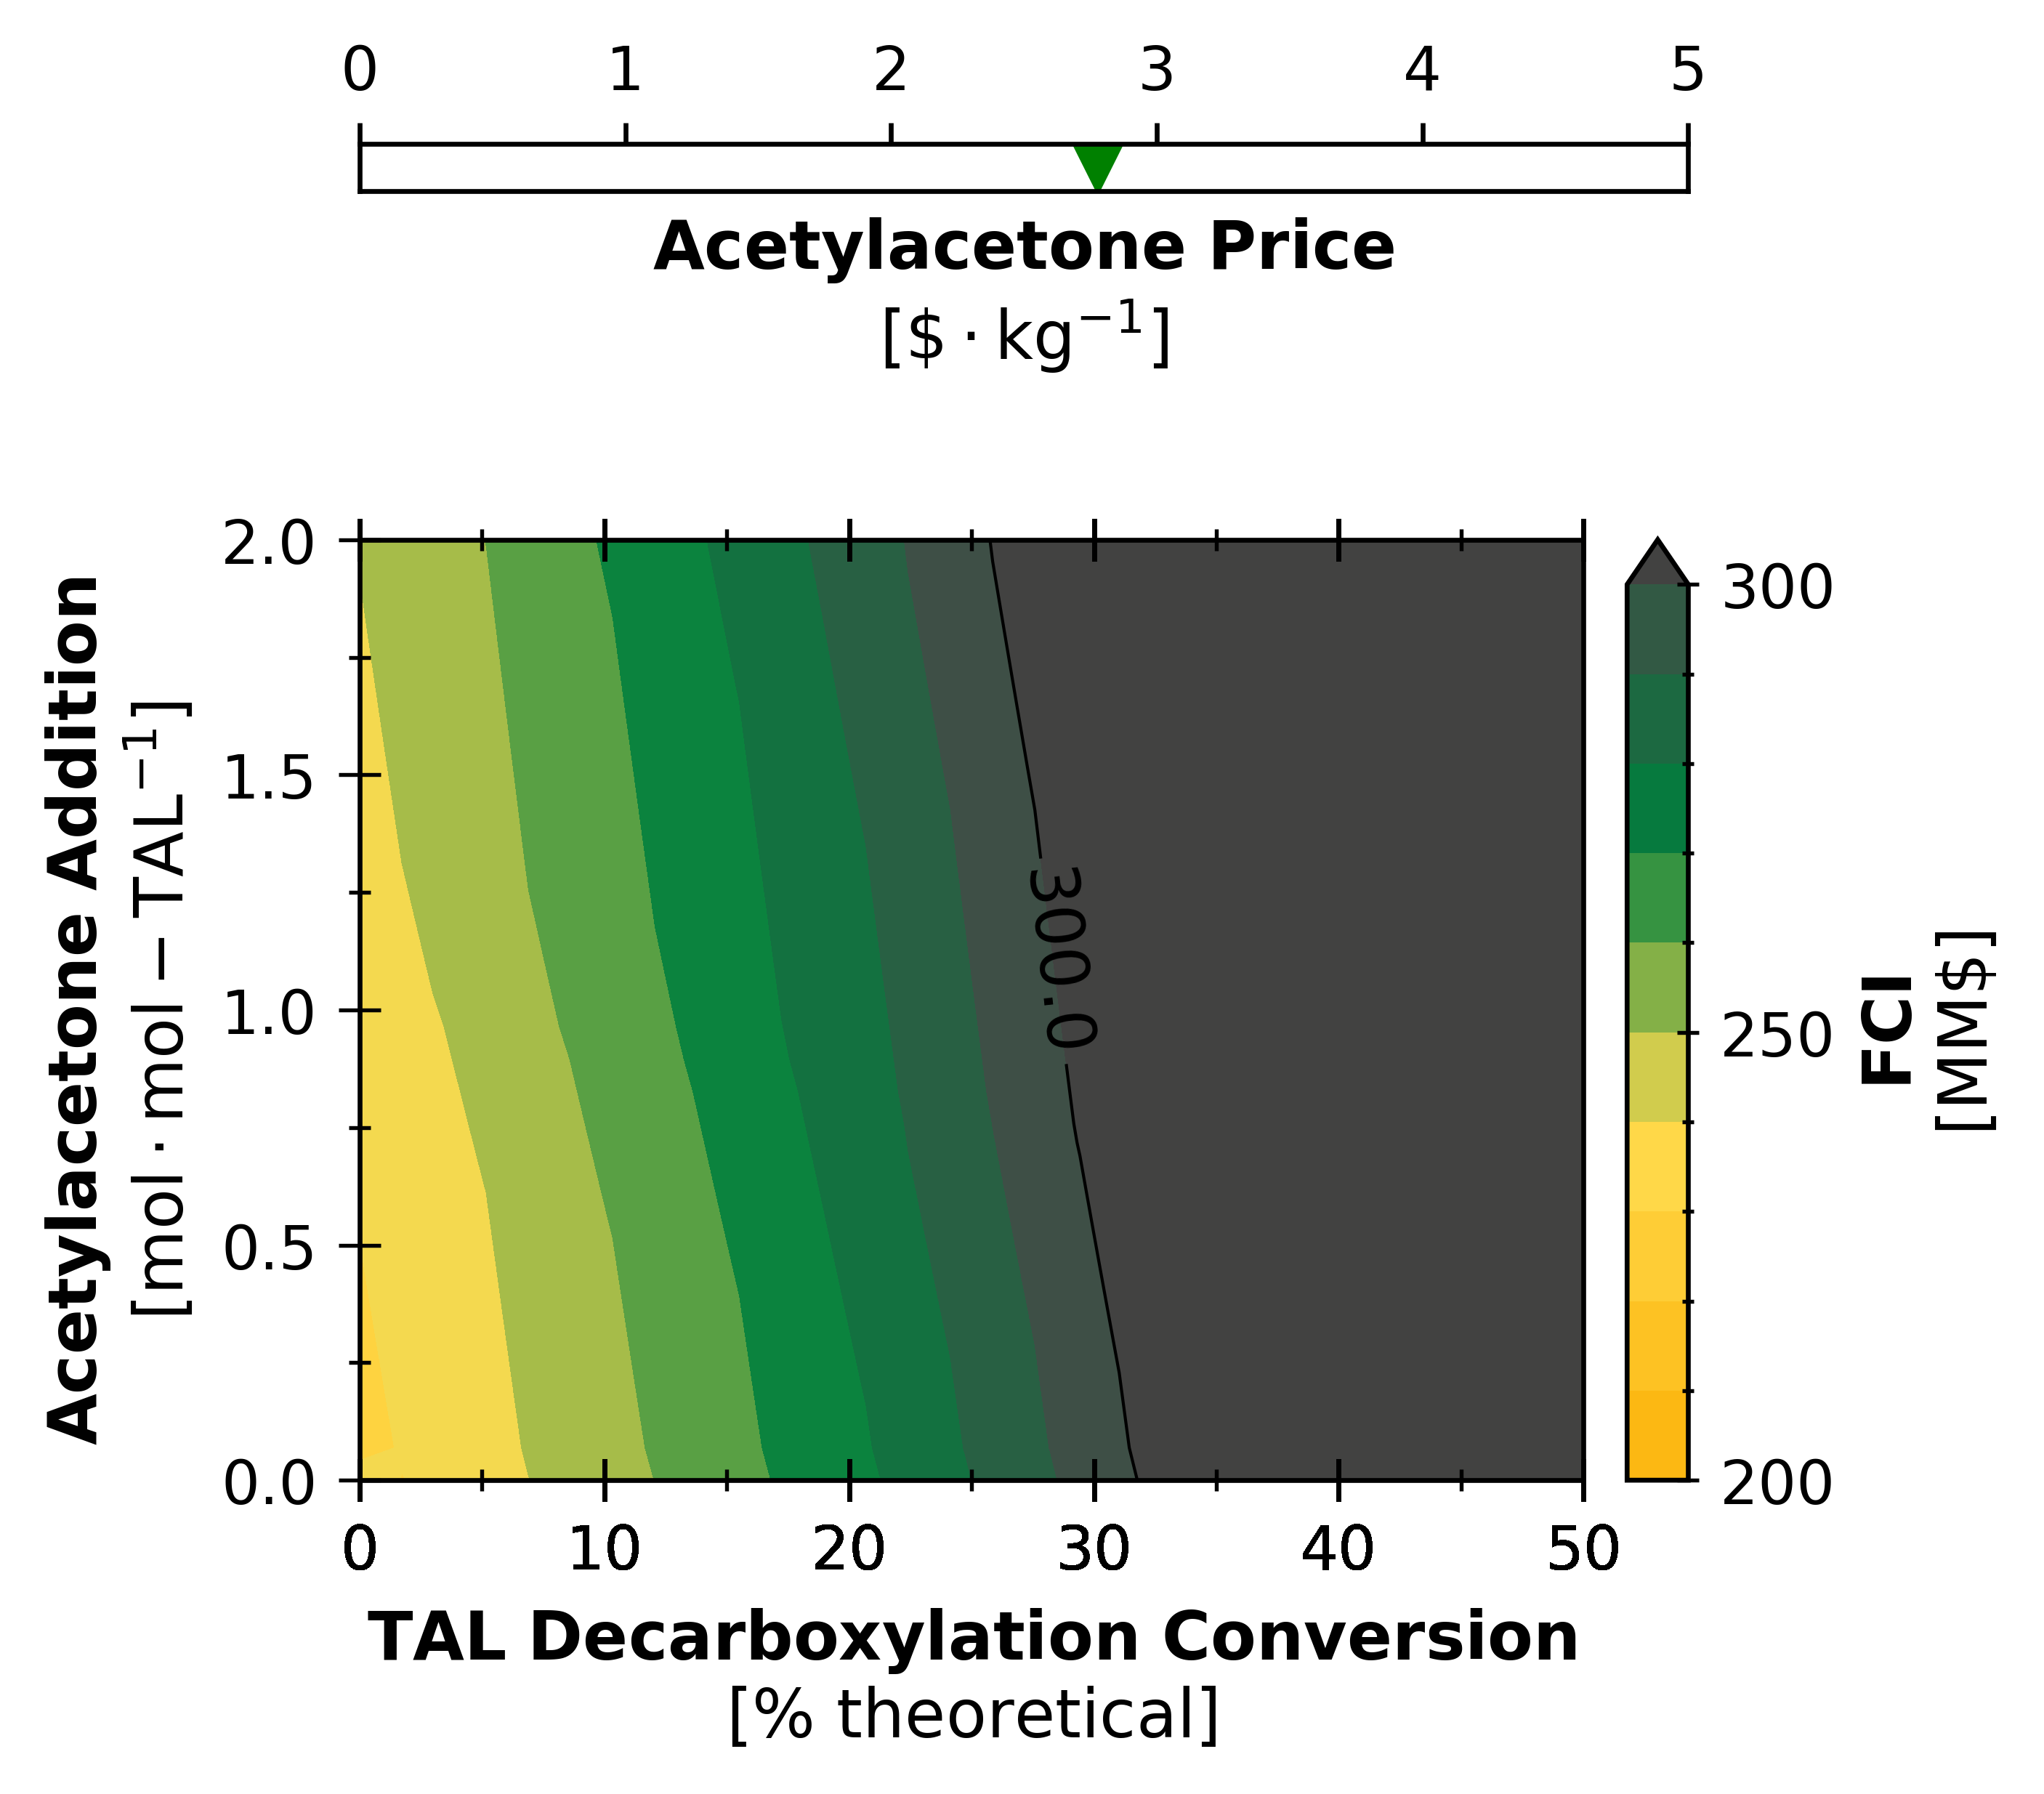 0 1 2 3 4 5
Acetylacetone Price
[$ · kg⁻¹]
Acetylacetone Addition
[mol · mol − TAL⁻¹]
2.0
1.5
1.0
0.5
0.0
300.0
0 10 20 30 40 50
TAL Decarboxylation Conversion
[% theoretical]
300
250
200
FCI
[MM$]